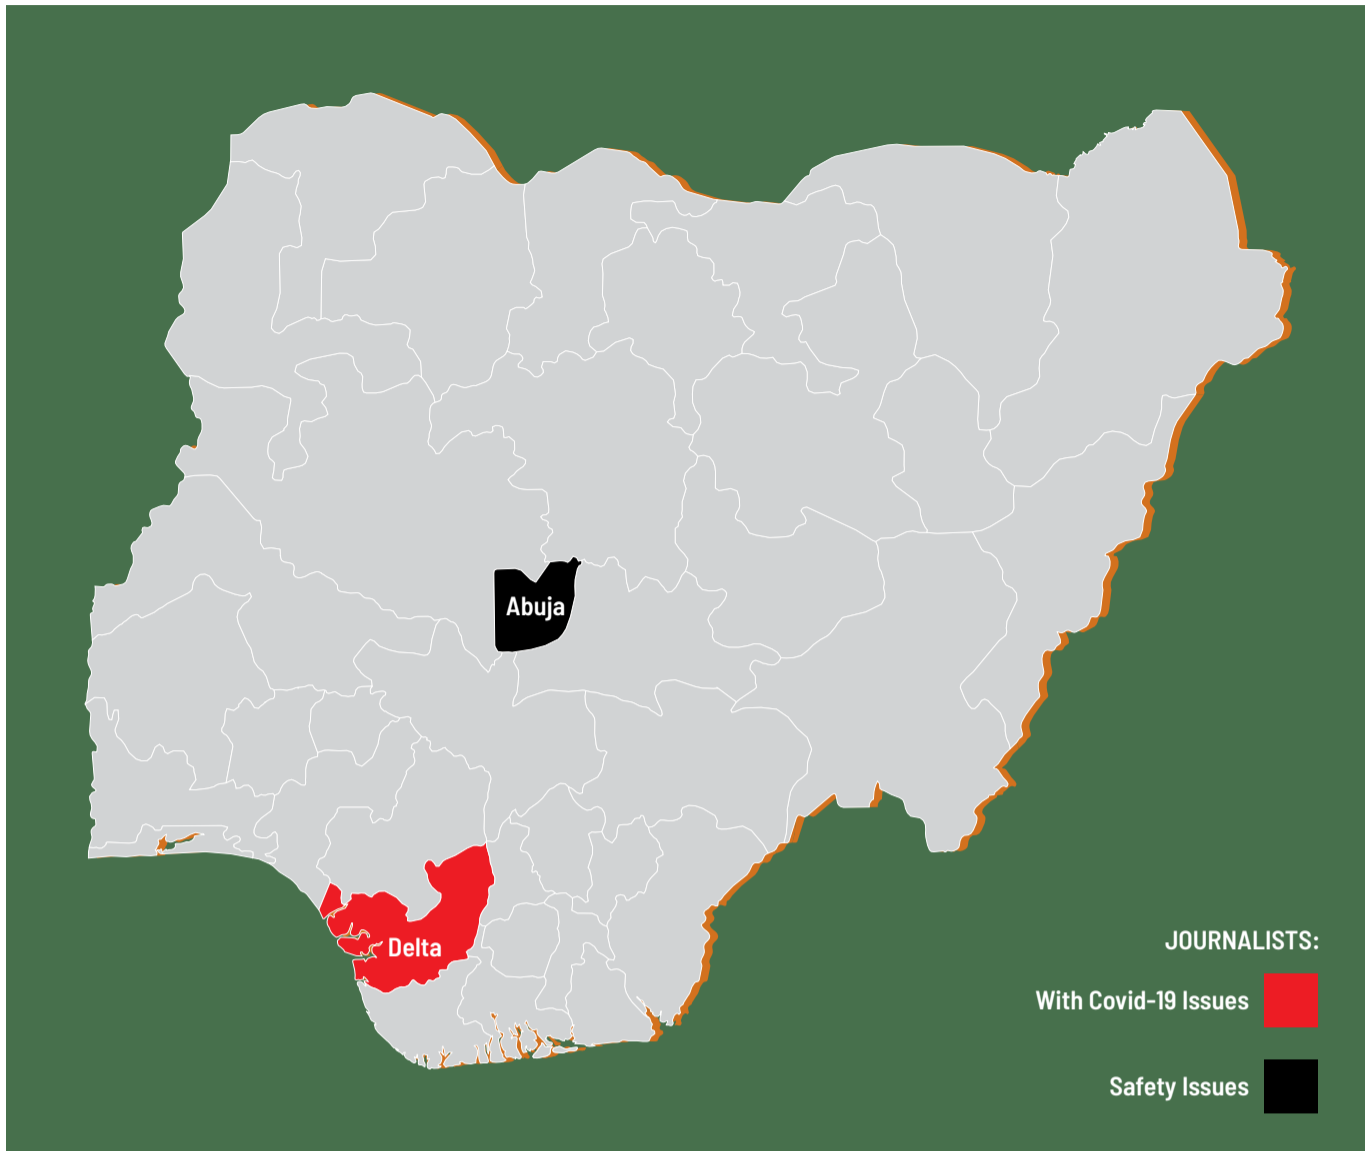 Abuja
Delta
JOURNALISTS:
With Covid-19 Issues
Safety Issues